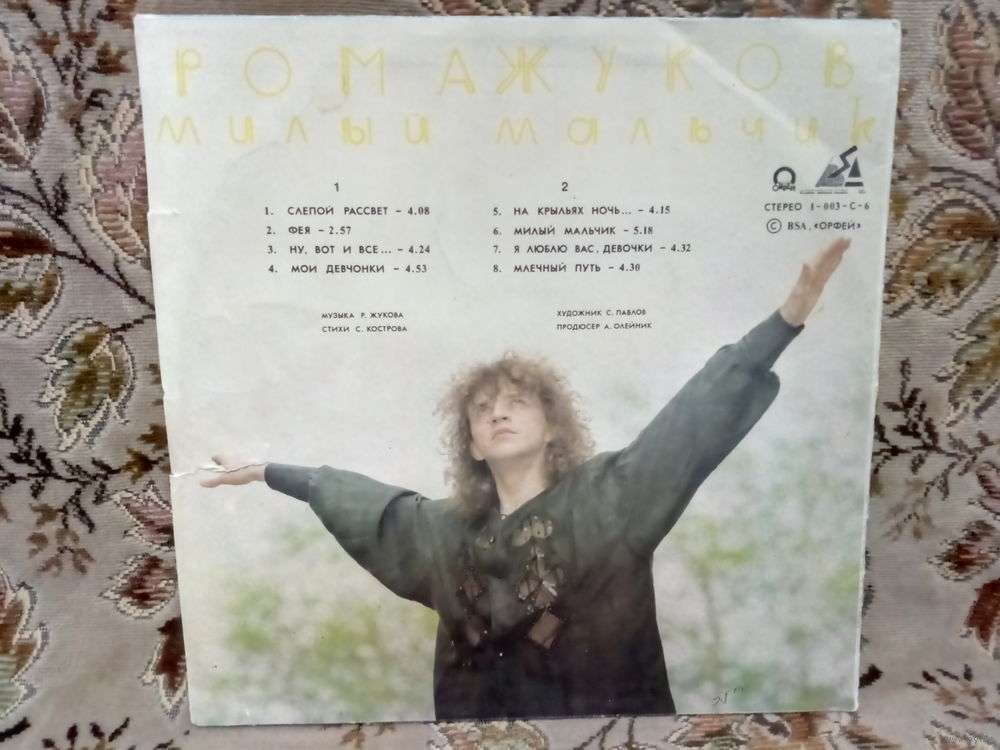 РОМА ЖУКОВ
милый мальчик
1
1. СЛЕПОЙ РАССВЕТ – 4.08
2. ФЕЯ – 2.57
3. НУ, ВОТ И ВСЕ... – 4.24
4. МОИ ДЕВЧОНКИ – 4.53
2
5. НА КРЫЛЬЯХ НОЧЬ... – 4.15
6. МИЛЫЙ МАЛЬЧИК – 5.18
7. Я ЛЮБЛЮ ВАС, ДЕВОЧКИ – 4.32
8. МЛЕЧНЫЙ ПУТЬ – 4.30
СТЕРЕО 1-003-С-6
© BSA, «ОРФЕЙ»
МУЗЫКА Р. ЖУКОВА
СТИХИ С. КОСТРОВА
ХУДОЖНИК С. ПАВЛОВ
ПРОДЮСЕР А. ОЛЕЙНИК